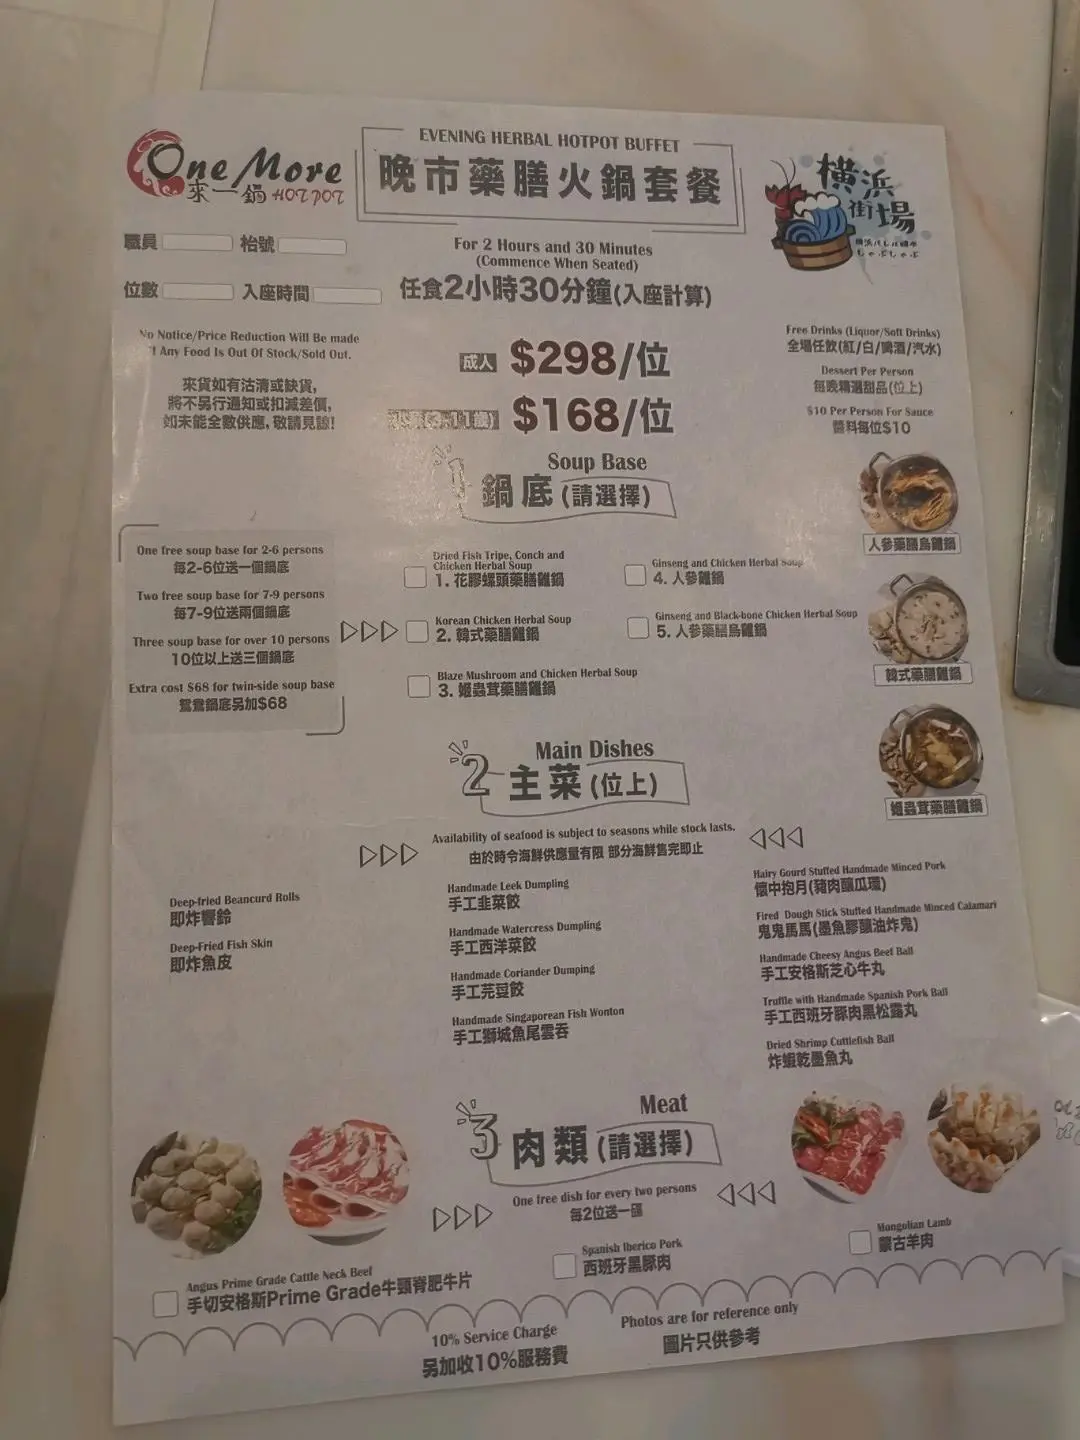 One More
來一鍋 HOTPOT
EVENING HERBAL HOTPOT BUFFET
晚市藥膳火鍋套餐
橫浜
街場
職員
枱號
位數
入座時間
For 2 Hours and 30 Minutes
(Commence When Seated)
任食2小時30分鐘(入座計算)
No Notice/Price Reduction Will Be made
Any Food Is Out Of Stock/Sold Out.
來貨如有沽清或缺貨,
將不另行通知或扣減差價,
如未能全數供應,敬請見諒!
成人 $298/位
$168/位
Free Drinks (Liquor/Soft Drinks)
全場任飲(紅/白/啤酒/汽水)
Dessert Per Person
每晚精選甜品(位上)
$10 Per Person For Sauce
醬料每位$10
1
Soup Base
鍋底(請選擇)
One free soup base for 2-6 persons
每2-6位送一個鍋底
Two free soup base for 7-9 persons
每7-9位送兩個鍋底
Three soup base for over 10 persons
10位以上送三個鍋底
Extra cost $68 for twin-side soup base
鴛鴦鍋底另加$68
Dried Fish Tripe, Conch and
Chicken Herbal Soup
1. 花膠螺頭藥膳雞鍋
Korean Chicken Herbal Soup
2. 韓式藥膳雞鍋
Blaze Mushroom and Chicken Herbal Soup
3. 姬蟲茸藥膳雞鍋
Ginseng and Chicken Herbal Soup
4. 人參雞鍋
Ginseng and Black-bone Chicken Herbal Soup
5. 人參藥膳烏雞鍋
人參藥膳烏雞鍋
韓式藥膳雞鍋
姬蟲茸藥膳雞鍋
2
Main Dishes
主菜(位上)
Availability of seafood is subject to seasons while stock lasts.
由於時令海鮮供應量有限 部分海鮮售完即止
Deep-fried Beancurd Rolls
即炸響鈴
Deep-Fried Fish Skin
即炸魚皮
Handmade Leek Dumpling
手工韭菜餃
Handmade Watercress Dumpling
手工西洋菜餃
Handmade Coriander Dumping
手工芫荽餃
Handmade Singaporean Fish Wonton
手工獅城魚尾雲吞
Hairy Gourd Stuffed Handmade Minced Pork
懷中抱月(豬肉釀瓜環)
Fired Dough Stick Stuffed Handmade Minced Calamari
鬼鬼馬馬(墨魚膠釀油炸鬼)
Handmade Cheesy Angus Beef Ball
手工安格斯芝心牛丸
Truffle with Handmade Spanish Pork Ball
手工西班牙豚肉黑松露丸
Dried Shrimp Cuttlefish Ball
炸蝦乾墨魚丸
3
Meat
肉類(請選擇)
One free dish for every two persons
每2位送一碟
Angus Prime Grade Cattle Neck Beef
手切安格斯Prime Grade牛頸脊肥牛片
Spanish Iberico Pork
西班牙黑豚肉
Mongolian Lamb
蒙古羊肉
10% Service Charge
另加收10%服務費
Photos are for reference only
圖片只供參考